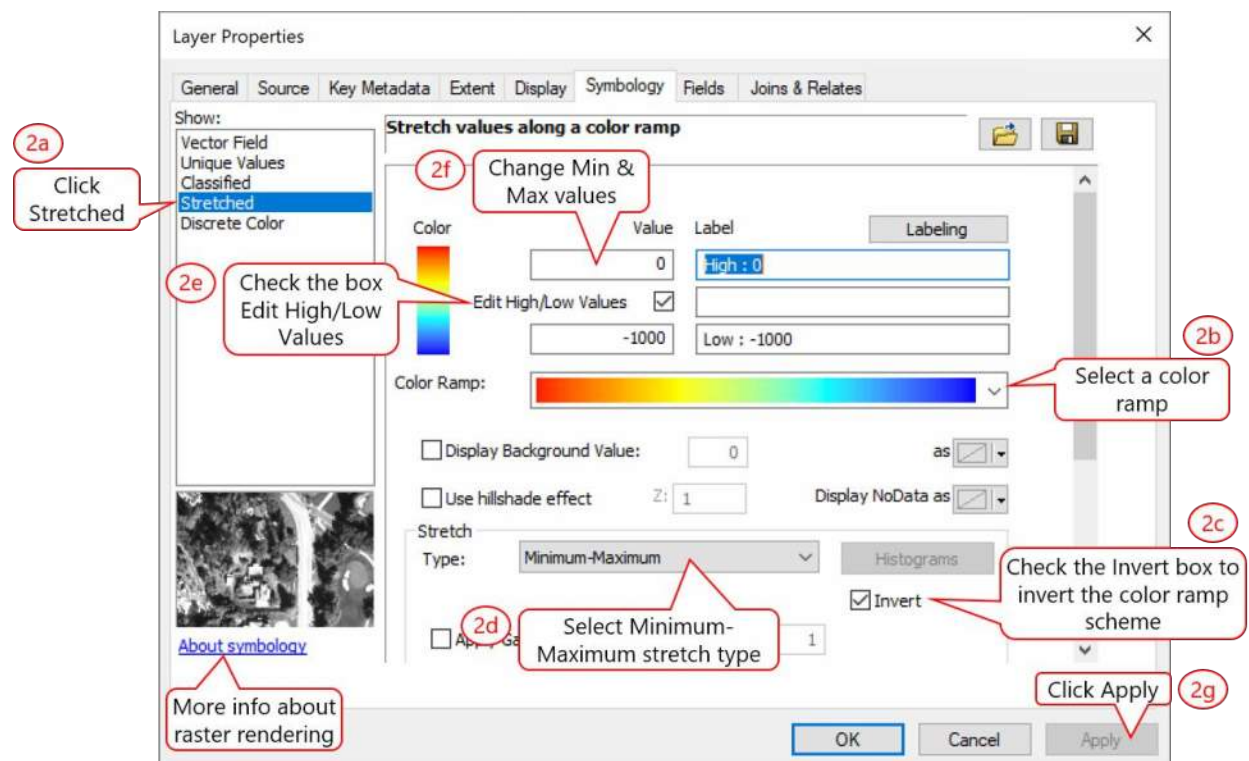 Layer Properties
General Source Key Metadata Extent Display Symbology Fields Joins & Relates
Show:
Vector Field
Unique Values
Classified
Stretched
Discrete Color
2a
Click
Stretched
Stretch values along a color ramp
2f
Change Min &
Max values
Color Value Label Labeling
0 High : 0
2e
Check the box
Edit High/Low
Values
Edit High/Low Values
-1000 Low : -1000
2b
Select a color
ramp
Color Ramp:
Display Background Value: 0 as
Use hillshade effect Z: 1 Display NoData as
Stretch
Type: Minimum-Maximum Histograms
2c
Check the Invert box to
invert the color ramp
scheme
Invert
2d
Select Minimum-
Maximum stretch type
1
About symbology
More info about
raster rendering
Click Apply
2g
OK Cancel Apply